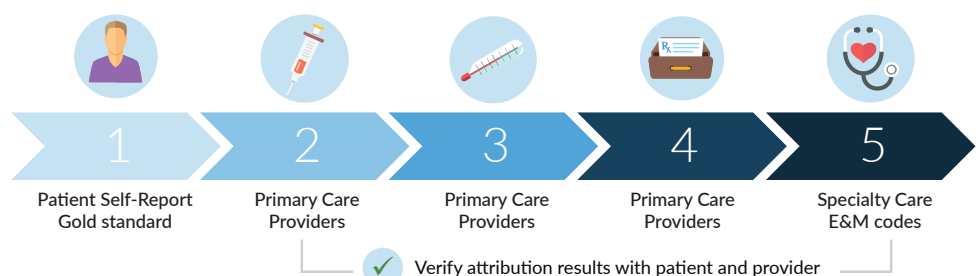 Rx
1
2
3
4
5
Patient Self-Report
Gold standard
Primary Care
Providers
Primary Care
Providers
Primary Care
Providers
Specialty Care
E&M codes
Verify attribution results with patient and provider